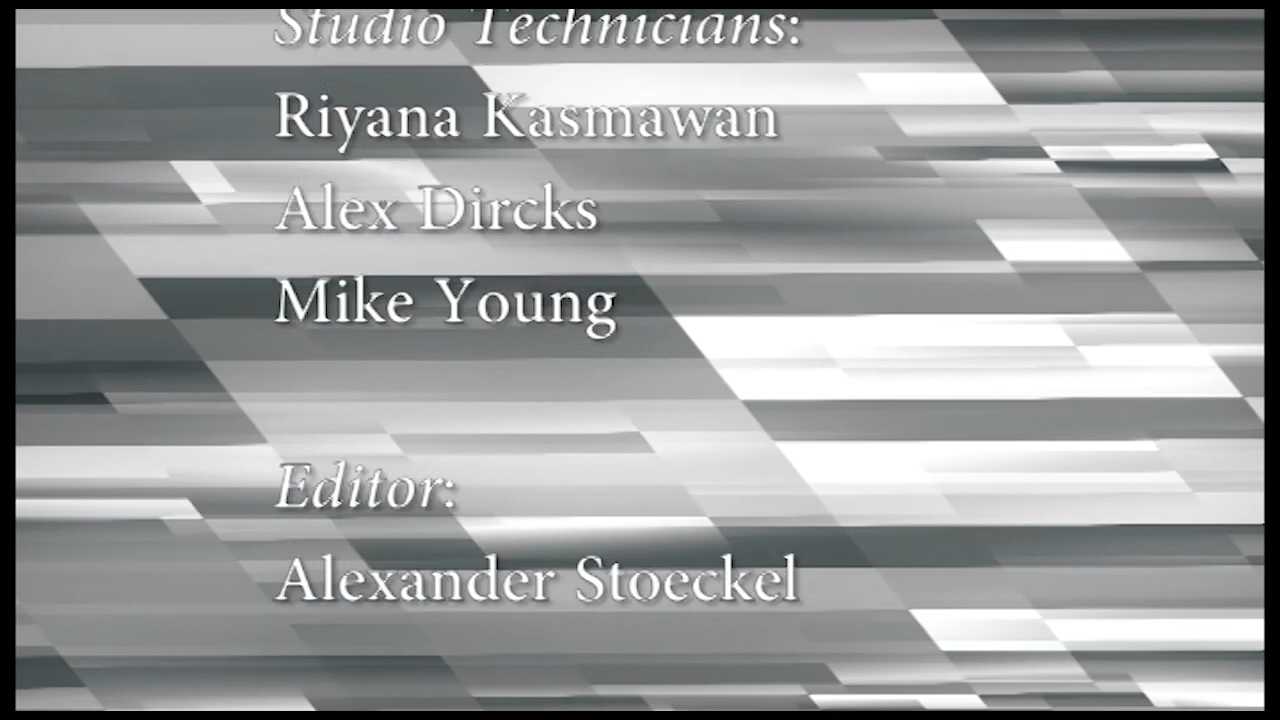 Studio Technicians:
Riyana Kasmawan
Alex Dircks
Mike Young
Editor:
Alexander Stoeckel